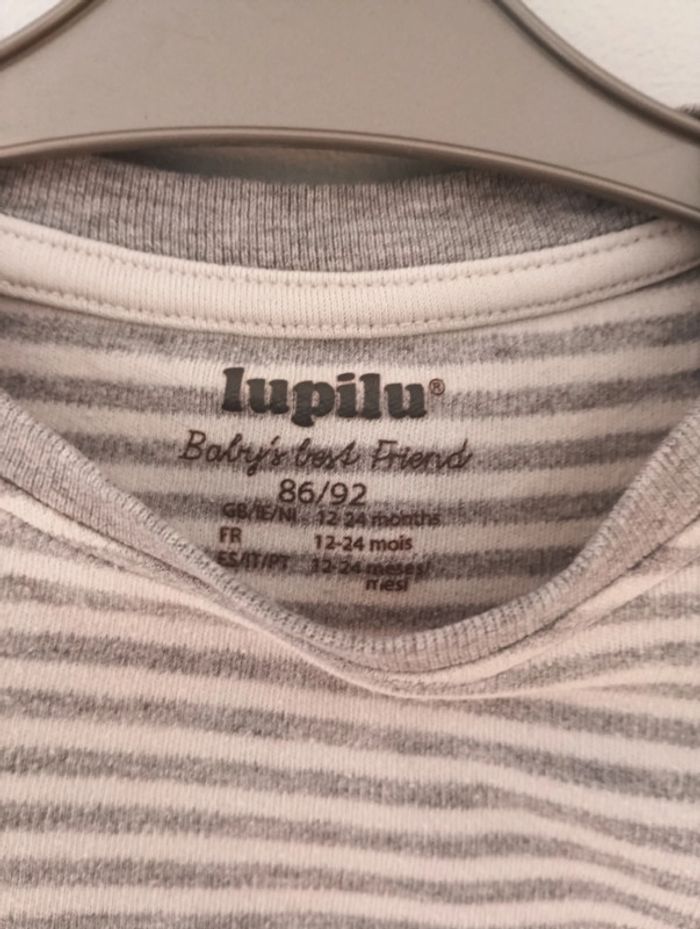 lupilu®
Baby's best Friend
86/92
GB/IE/NI 12-24 months
FR 12-24 mois
ES/IT/PT 12-24 meses/
mesi